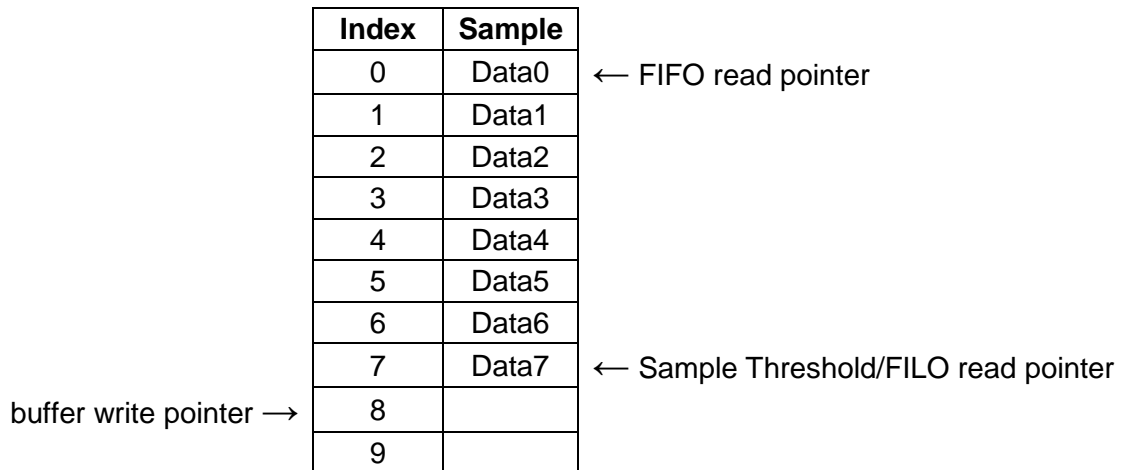 Index Sample
0 Data0 ← FIFO read pointer
1 Data1
2 Data2
3 Data3
4 Data4
5 Data5
6 Data6
7 Data7 ← Sample Threshold/FILO read pointer
buffer write pointer → 8
9